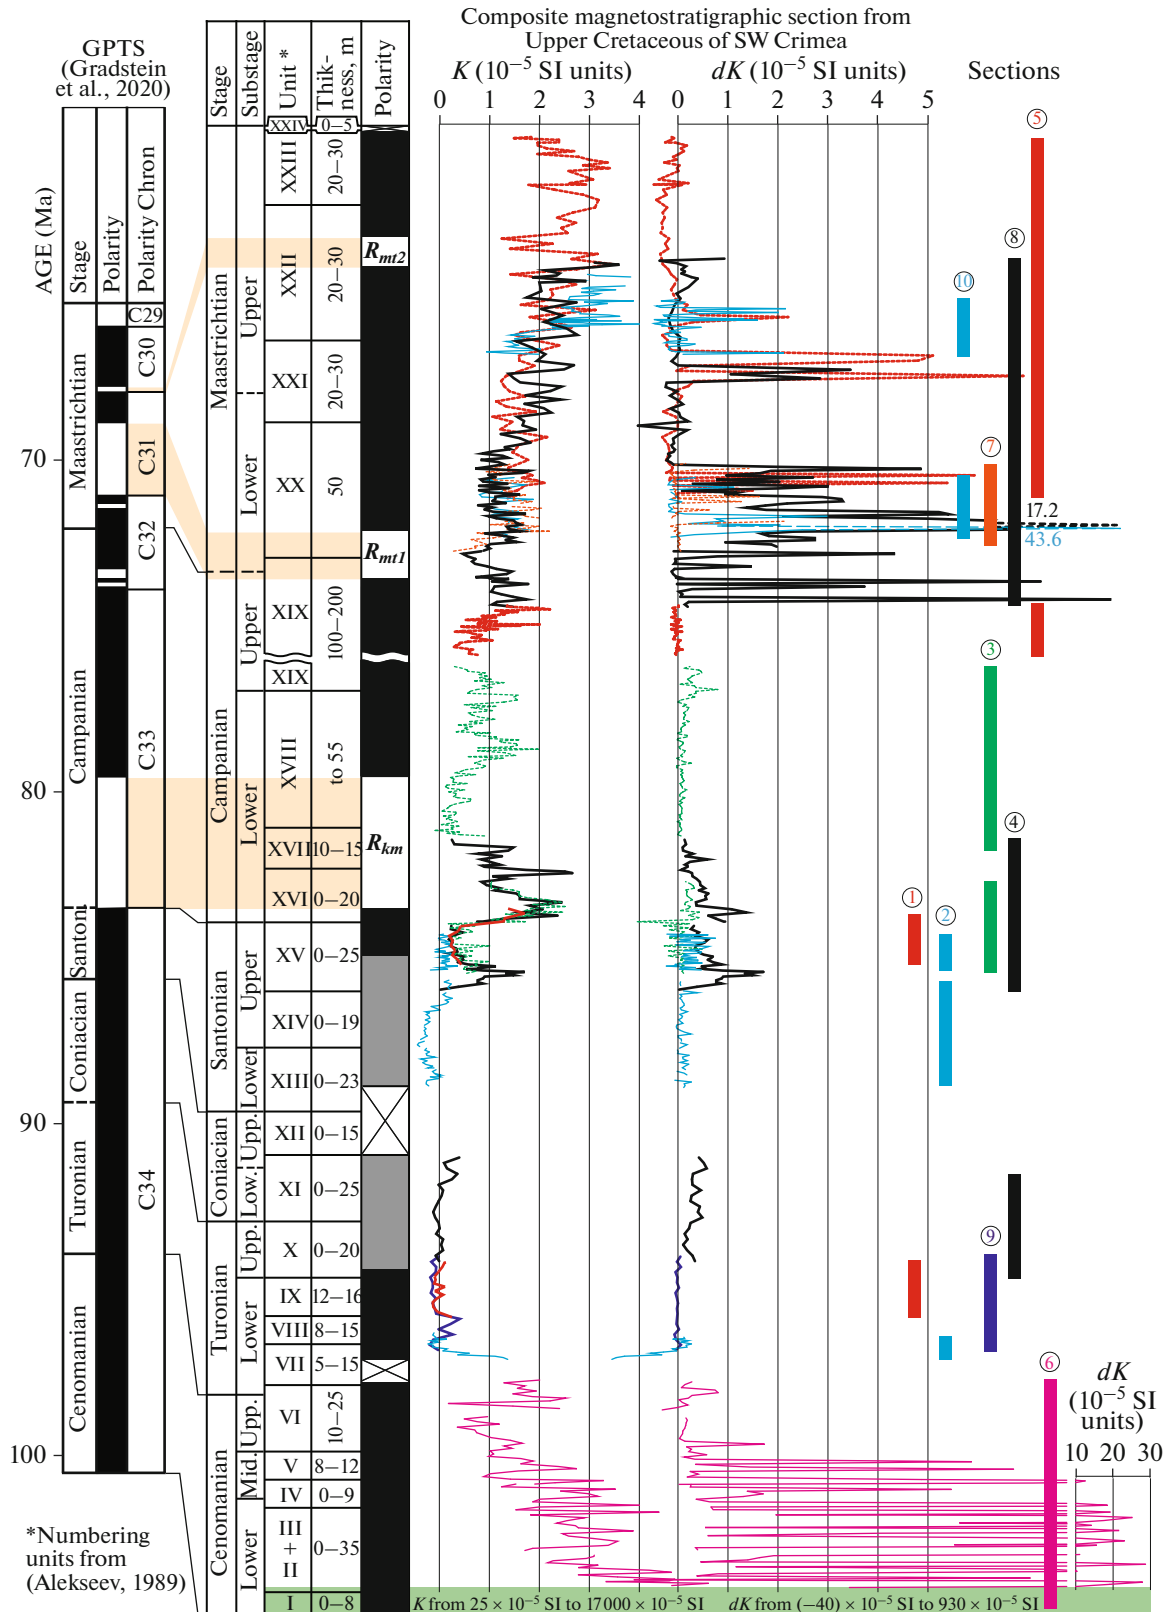 Composite magnetostratigraphic section from
Upper Cretaceous of SW Crimea
GPTS
(Gradstein
et al., 2020)
K (10⁻⁵ SI units)
dK (10⁻⁵ SI units)
Sections
Stage
Substage
Unit *
Thik-
ness, m
Polarity
0 1 2 3 4
0 1 2 3 4 5
AGE (Ma)
Stage
Polarity
Polarity Chron
70
80
90
100
Maastrichtian
Campanian
Santon.
Coniacian
Turonian
Cenomanian
C29
C30
C31
C32
C33
C34
Maastrichtian
Campanian
Santonian
Coniacian
Turonian
Cenomanian
Upper
Lower
Upper
Lower
Upper
Lower
Upp.
Low.
Upp.
Lower
Upp.
Mid.
Lower
XXIV 0–5
XXIII 20–30
XXII 20–30
XXI 20–30
XX 50
XIX 100–200
XIX
XVIII to 55
XVII 10–15
XVI 0–20
XV 0–25
XIV 0–19
XIII 0–23
XII 0–15
XI 0–25
X 0–20
IX 12–16
VIII 8–15
VII 5–15
VI 10–25
V 8–12
IV 0–9
III
+
II
0–35
I 0–8
Rmt2
Rmt1
Rkm
5
8
10
7
17.2
43.6
3
4
1
2
9
6
dK
(10⁻⁵ SI
units)
10 20 30
*Numbering
units from
(Alekseev, 1989)
K from 25 × 10⁻⁵ SI to 17000 × 10⁻⁵ SI
dK from (−40) × 10⁻⁵ SI to 930 × 10⁻⁵ SI